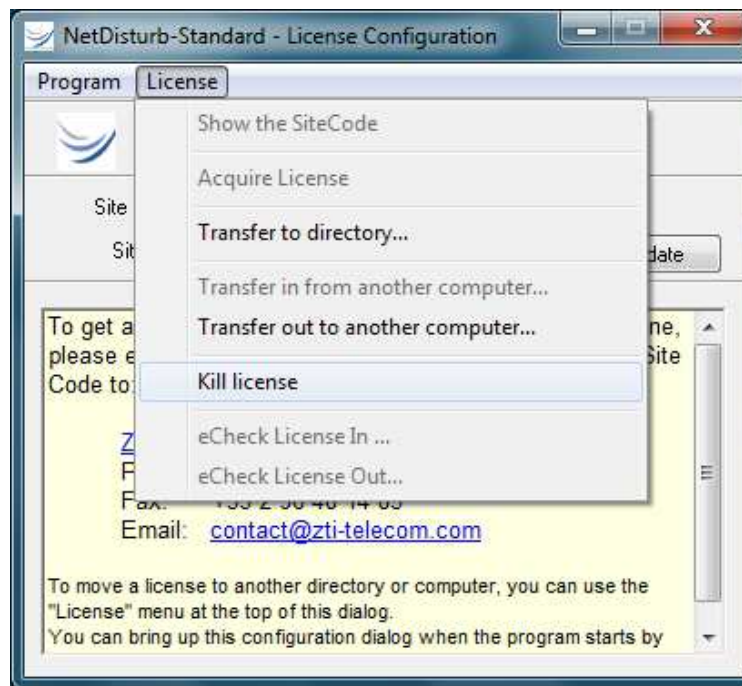 NetDisturb-Standard - License Configuration
Program License
Show the SiteCode
Acquire License
Site
Transfer to directory...
Sit
date
Transfer in from another computer...
To get a
ne,
Transfer out to another computer...
please e
Site
Code to:
Kill license
eCheck License In ...
eCheck License Out...
Fax:
Email: contact@zti-telecom.com
To move a license to another directory or computer, you can use the
"License" menu at the top of this dialog.
You can bring up this configuration dialog when the program starts by